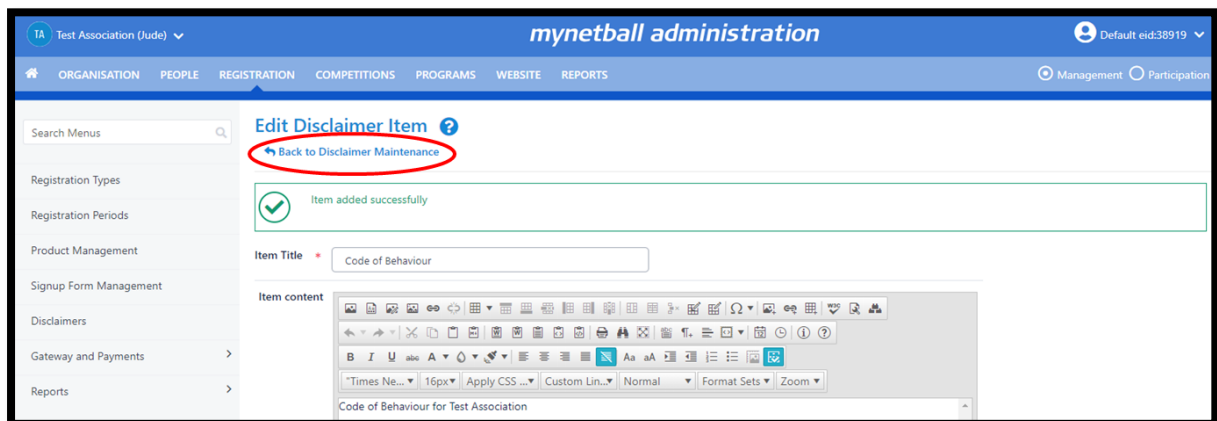 TA Test Association (Jude)
mynetball administration
Default eid:38919
ORGANISATION PEOPLE REGISTRATION COMPETITIONS PROGRAMS WEBSITE REPORTS
Management Participation
Search Menus
Registration Types
Registration Periods
Product Management
Signup Form Management
Disclaimers
Gateway and Payments
Reports
Edit Disclaimer Item ?
Back to Disclaimer Maintenance
Item added successfully
Item Title * Code of Behaviour
Item content
B I U abc A Aa aA
"Times Ne... 16px Apply CSS ... Custom Lin... Normal Format Sets Zoom
Code of Behaviour for Test Association